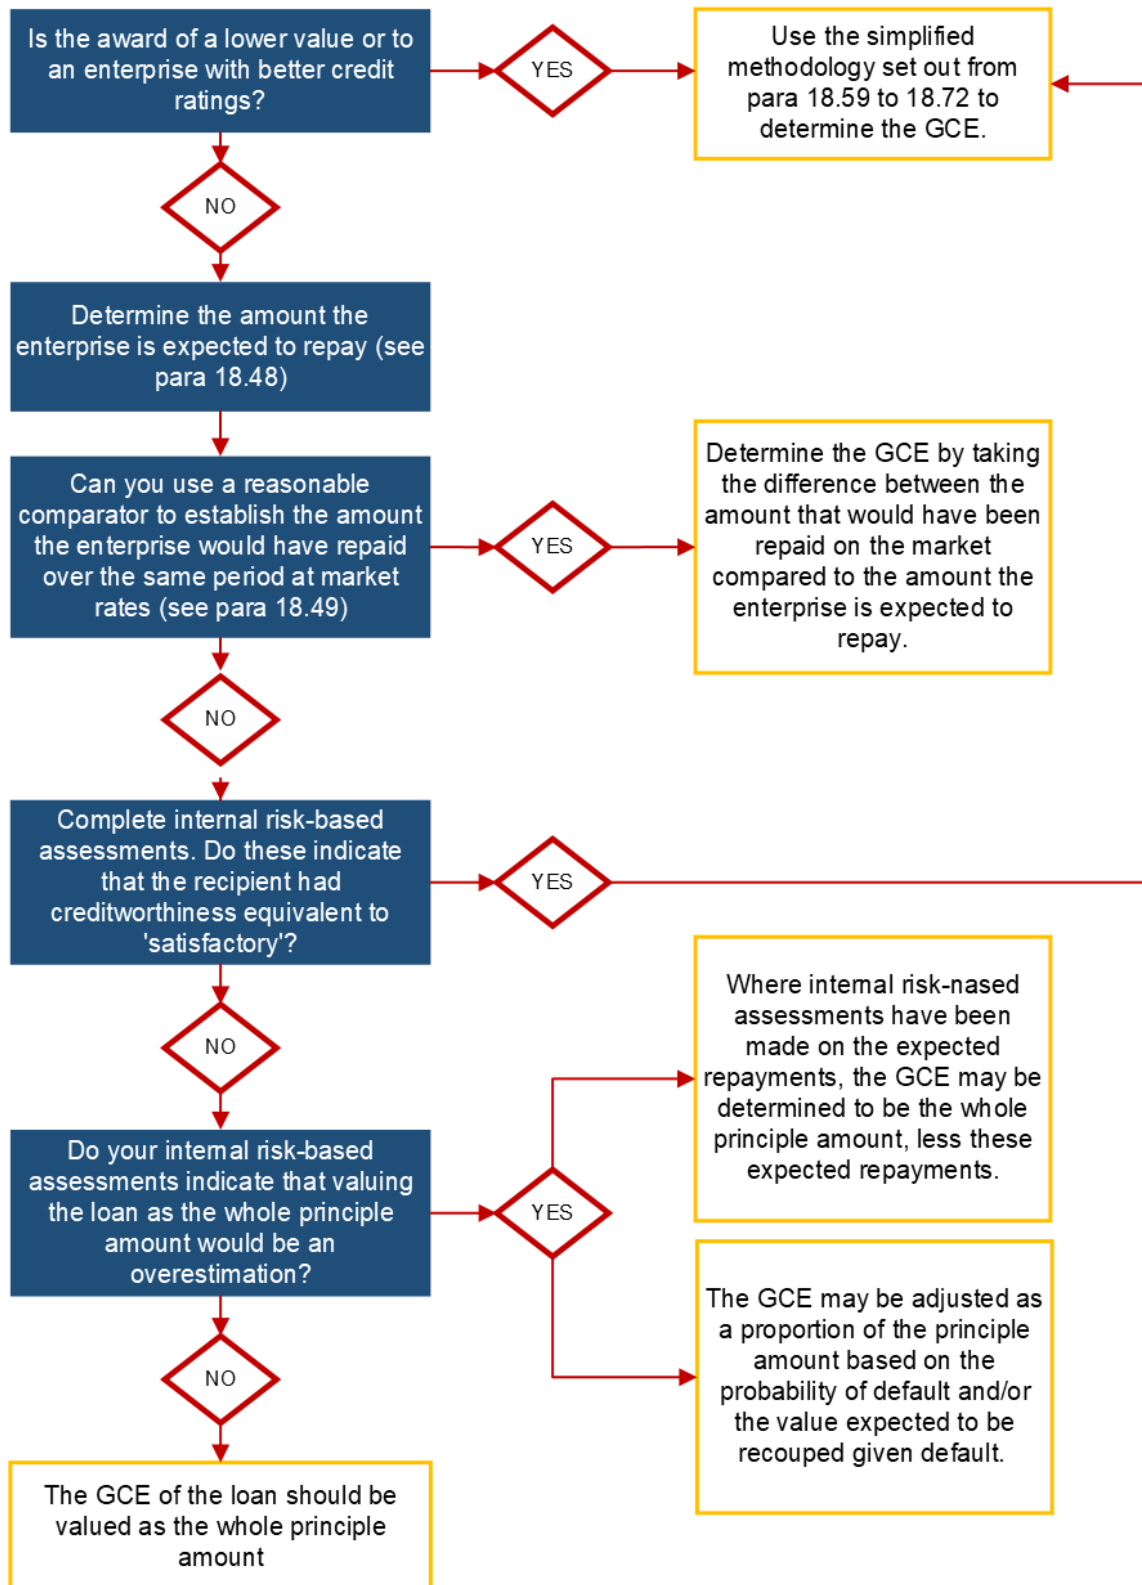 Is the award of a lower value or to
an enterprise with better credit
ratings?
YES
Use the simplified
methodology set out from
para 18.59 to 18.72 to
determine the GCE.
NO
Determine the amount the
enterprise is expected to repay (see
para 18.48)
Can you use a reasonable
comparator to establish the amount
the enterprise would have repaid
over the same period at market
rates (see para 18.49)
YES
Determine the GCE by taking
the difference between the
amount that would have been
repaid on the market
compared to the amount the
enterprise is expected to
repay.
NO
Complete internal risk-based
assessments. Do these indicate
that the recipient had
creditworthiness equivalent to
'satisfactory'?
YES
NO
Do your internal risk-based
assessments indicate that valuing
the loan as the whole principle
amount would be an
overestimation?
YES
Where internal risk-nased
assessments have been
made on the expected
repayments, the GCE may be
determined to be the whole
principle amount, less these
expected repayments.
The GCE may be adjusted as
a proportion of the principle
amount based on the
probability of default and/or
the value expected to be
recouped given default.
NO
The GCE of the loan should be
valued as the whole principle
amount